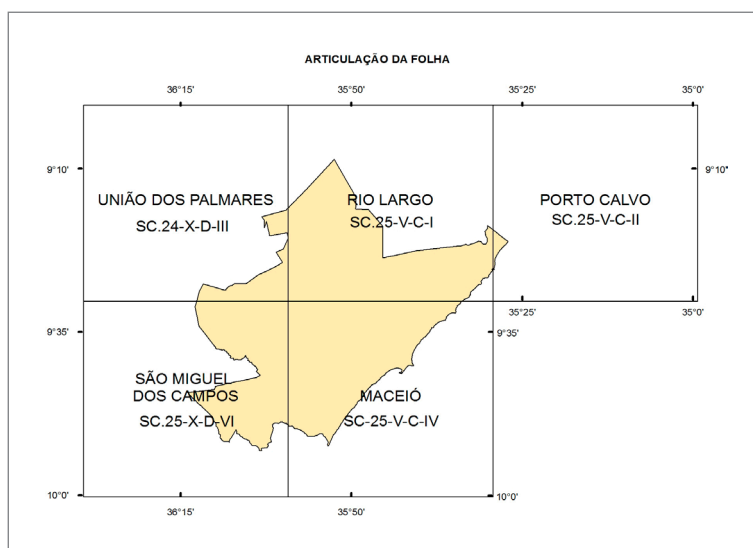 ARTICULAÇÃO DA FOLHA
36°15'
35°50'
35°25'
35°0'
9°10'
9°10"
UNIÃO DOS PALMARES
SC.24-X-D-III
RIO LARGO
SC.25-V-C-I
PORTO CALVO
SC.25-V-C-II
35°25'
35°0'
9°35'
9°35'
SÃO MIGUEL
DOS CAMPOS
SC.25-X-D-VI
MACEIÓ
SC-25-V-C-IV
10°0'
10°0'
36°15'
35°50'